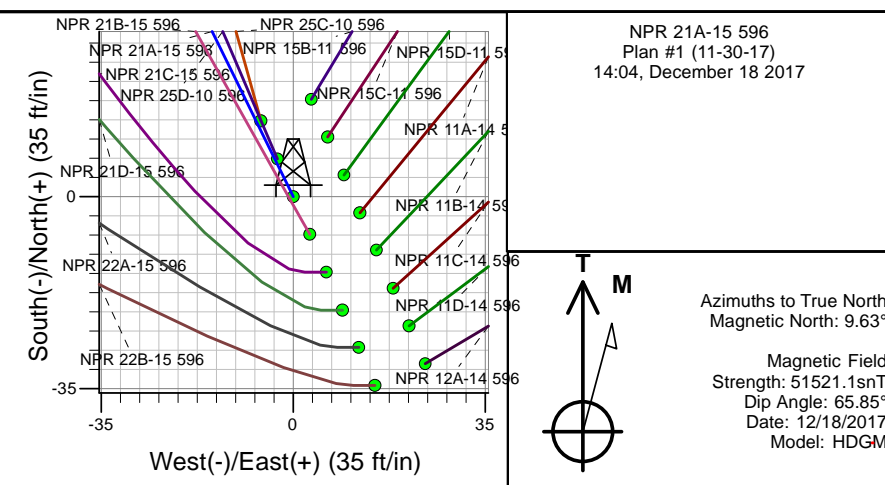 NPR 21B-15 596
NPR 25C-10 596
NPR 21A-15 596
NPR 15B-11 596
NPR 15D-11 59
NPR 21C-15 596
NPR 25D-10 596
NPR 15C-11 596
NPR 11A-14 5
NPR 21D-15 596
NPR 11B-14 59
NPR 22A-15 596
NPR 11C-14 596
NPR 11D-14 596
NPR 22B-15 596
NPR 12A-14 596
South(-)/North(+) (35 ft/in)
0
-35
-35
0
35
West(-)/East(+) (35 ft/in)
NPR 21A-15 596
Plan #1 (11-30-17)
14:04, December 18 2017
T
M
Azimuths to True North
Magnetic North: 9.63°
Magnetic Field
Strength: 51521.1snT
Dip Angle: 65.85°
Date: 12/18/2017
Model: HDGM